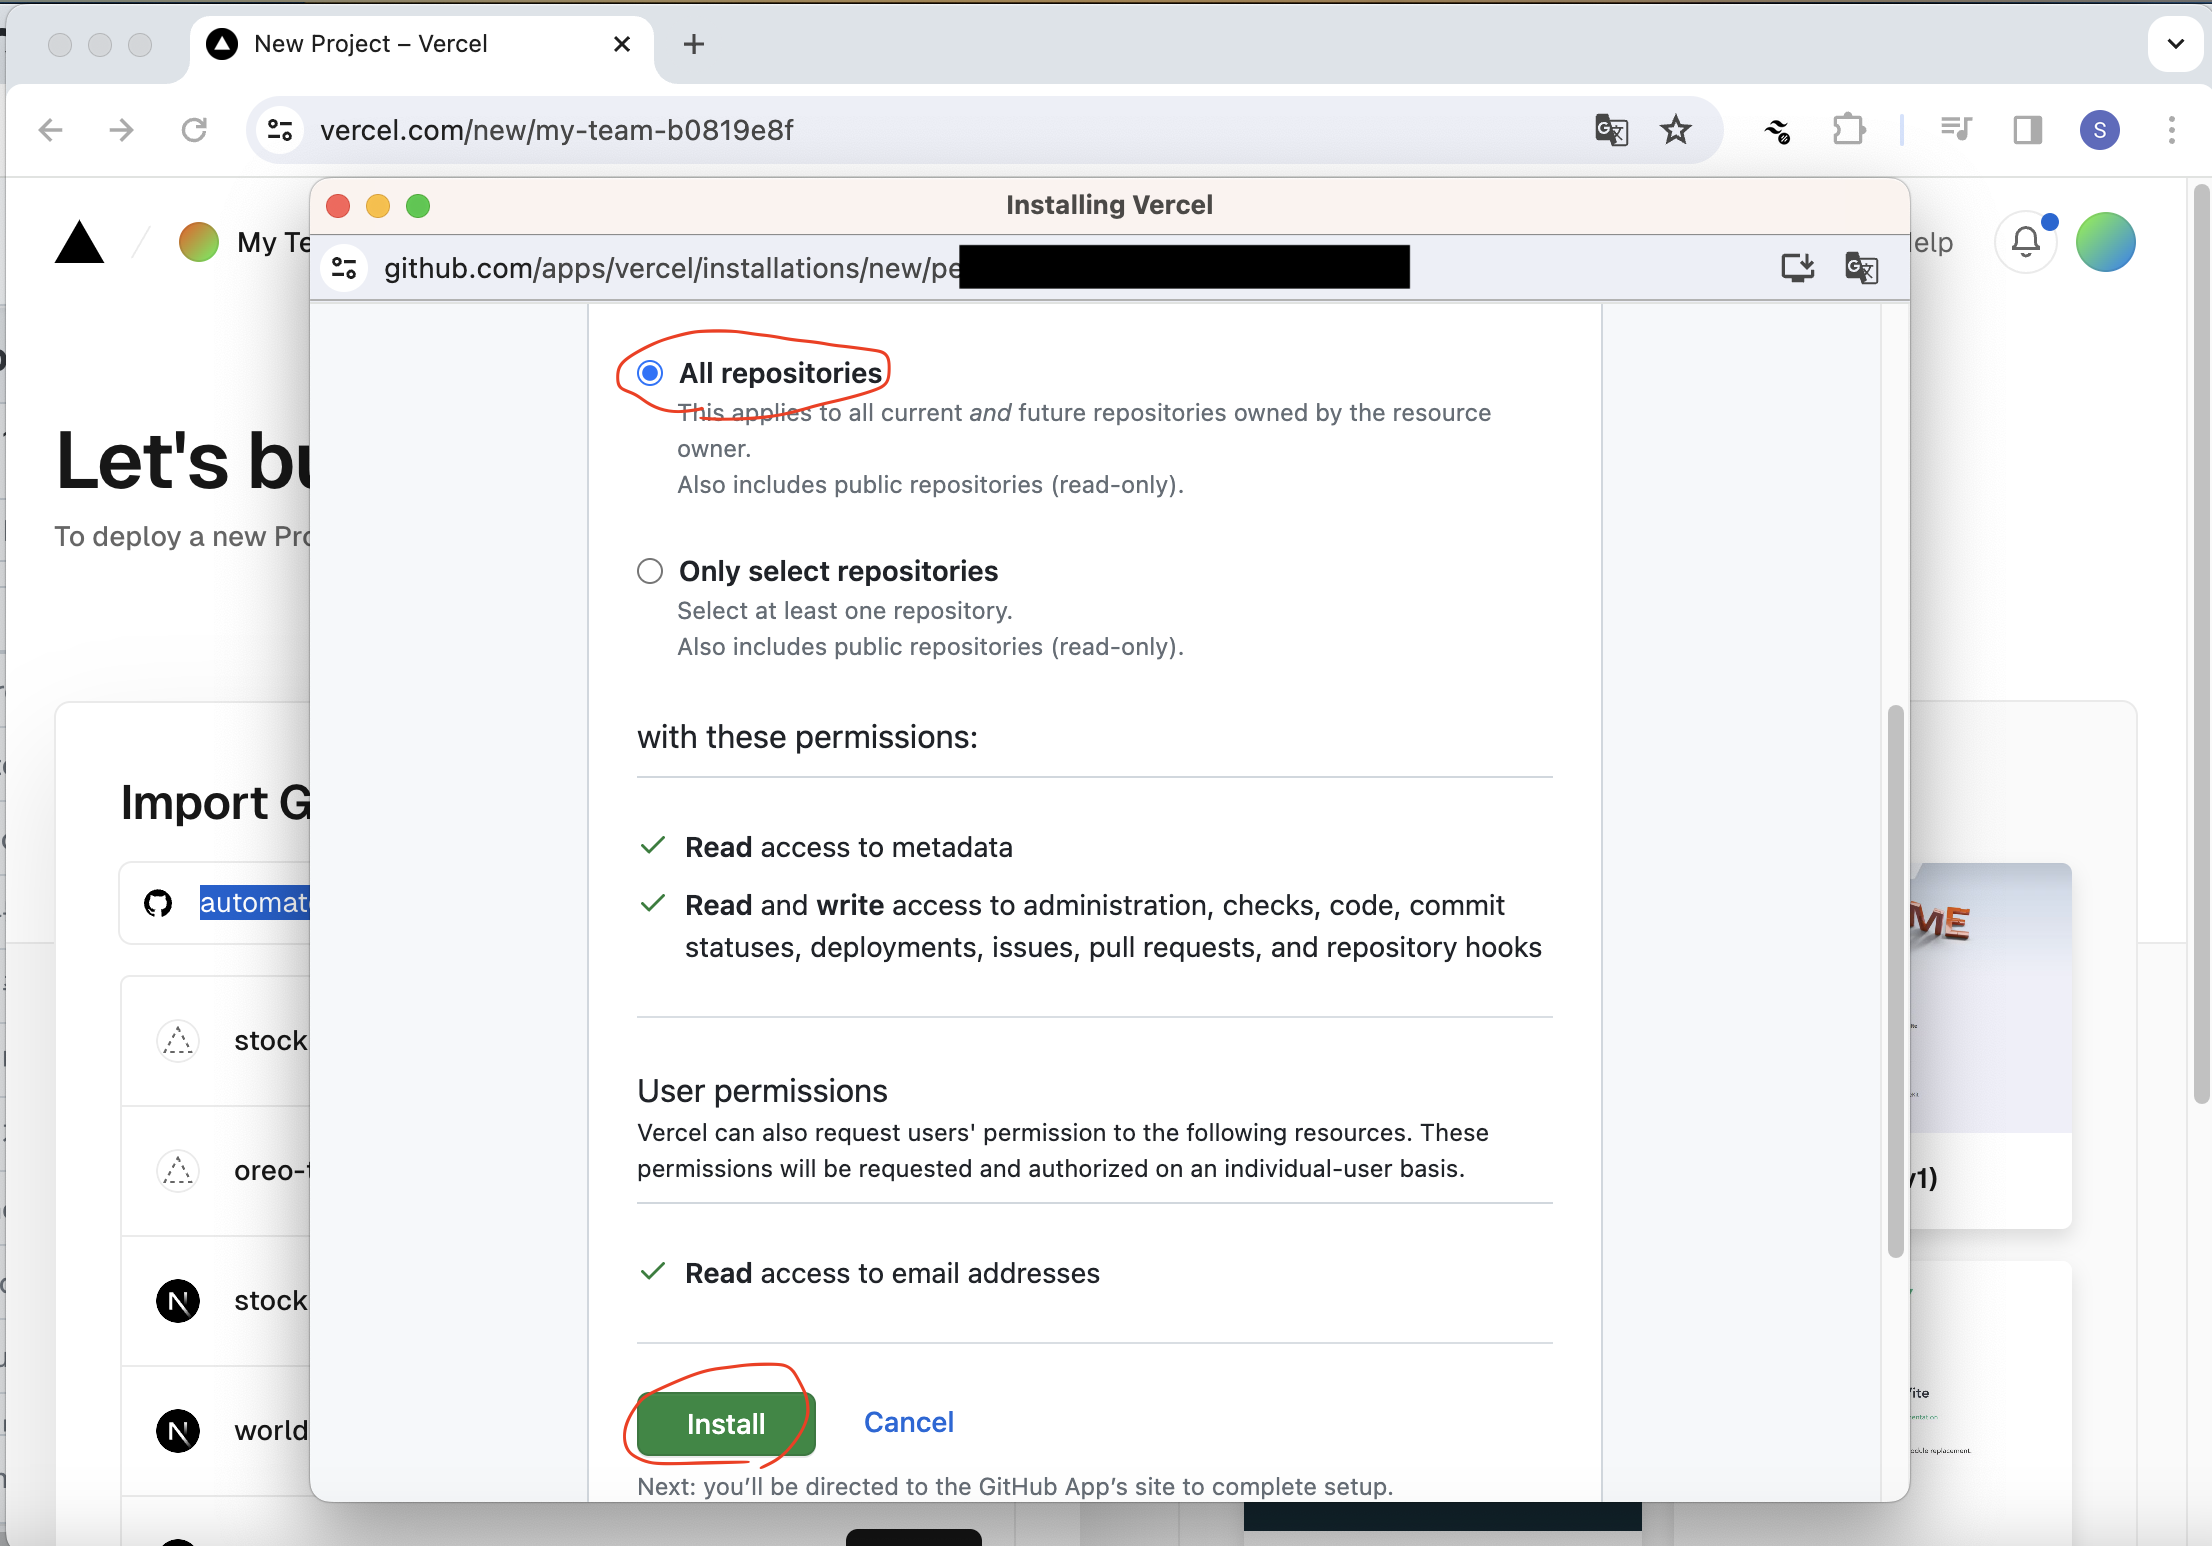 New Project – Vercel
vercel.com/new/my-team-b0819e8f
S
Installing Vercel
My Te
elp
github.com/apps/vercel/installations/new/pe
All repositories
This applies to all current and future repositories owned by the resource
owner.
Also includes public repositories (read-only).
Let's bu
To deploy a new Pro
Only select repositories
Select at least one repository.
Also includes public repositories (read-only).
with these permissions:
Import G
automat
Read access to metadata
Read and write access to administration, checks, code, commit
statuses, deployments, issues, pull requests, and repository hooks
ME
stock
User permissions
Vercel can also request users' permission to the following resources. These
permissions will be requested and authorized on an individual-user basis.
oreo-
v1)
Read access to email addresses
stock
world
Install
Cancel
Next: you’ll be directed to the GitHub App’s site to complete setup.